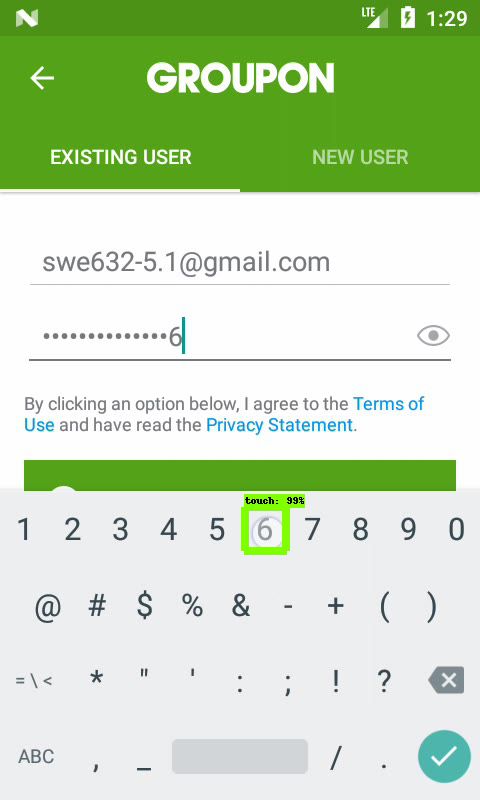 LTE 1:29
GROUPON
EXISTING USER NEW USER
swe632-5.1@gmail.com
••••••••••••••6
By clicking an option below, I agree to the Terms of
Use and have read the Privacy Statement.
touch: 99%
1 2 3 4 5 6 7 8 9 0
@ # $ % & - + ( )
= \ < * " ' : ; ! ?
ABC , _ / .